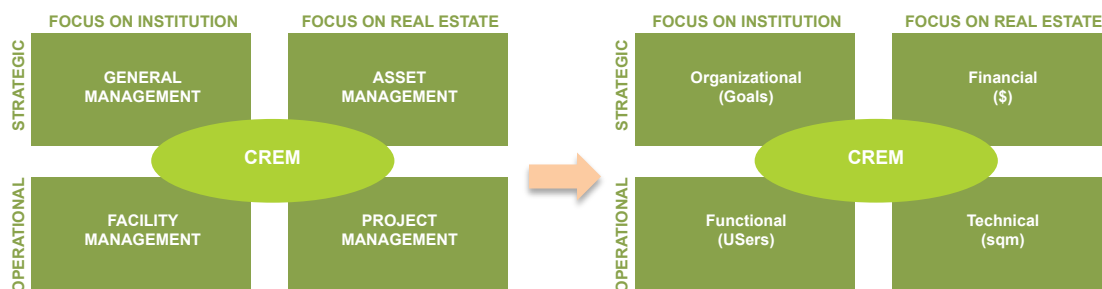 FOCUS ON INSTITUTION
FOCUS ON REAL ESTATE
STRATEGIC
GENERAL
MANAGEMENT
ASSET
MANAGEMENT
CREM
OPERATIONAL
FACILITY
MANAGEMENT
PROJECT
MANAGEMENT
FOCUS ON INSTITUTION
FOCUS ON REAL ESTATE
STRATEGIC
Organizational
(Goals)
Financial
($)
CREM
OPERATIONAL
Functional
(USers)
Technical
(sqm)